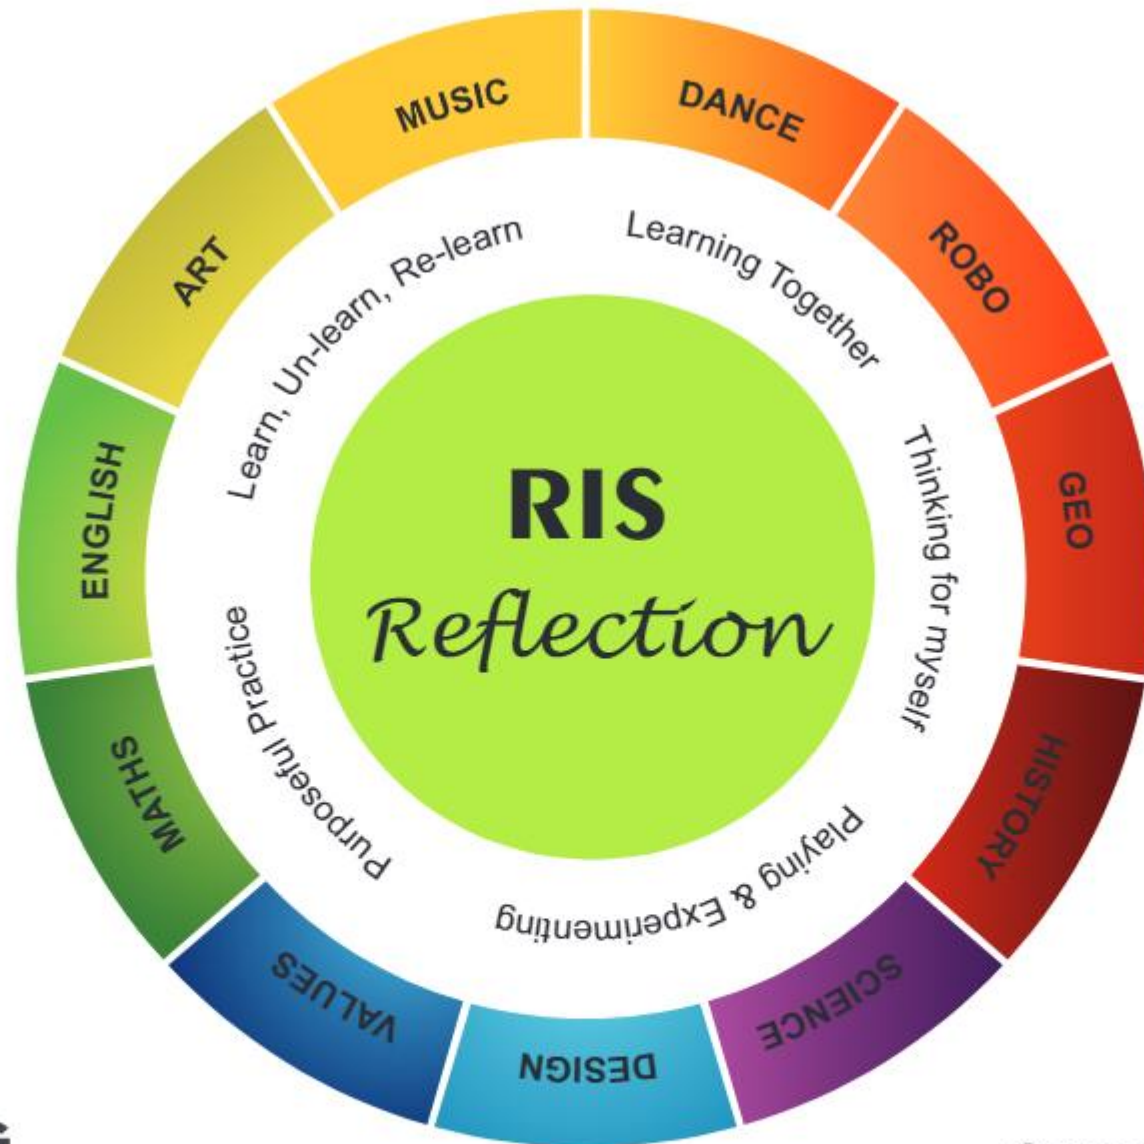 MUSIC
DANCE
ROBO
GEO
HISTORY
SCIENCE
DESIGN
VALUES
MATHS
ENGLISH
ART
Learn, Un-learn, Re-learn
Learning Together
Thinking for myself
Playing & Experimenting
Purposeful Practice
RIS
Reflection